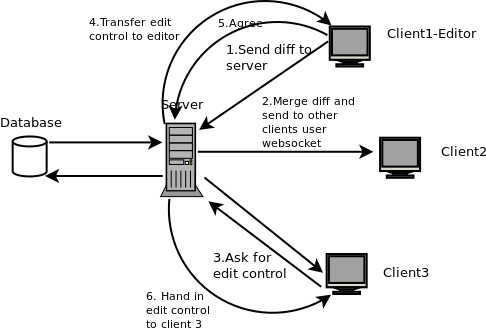 4.Transfer edit
control to editor
5.Agree
Client1-Editor
1.Send diff to
server
Server
2.Merge diff and
send to other
clients user
websocket
Database
Client2
3.Ask for
edit control
Client3
6. Hand in
edit control
to client 3